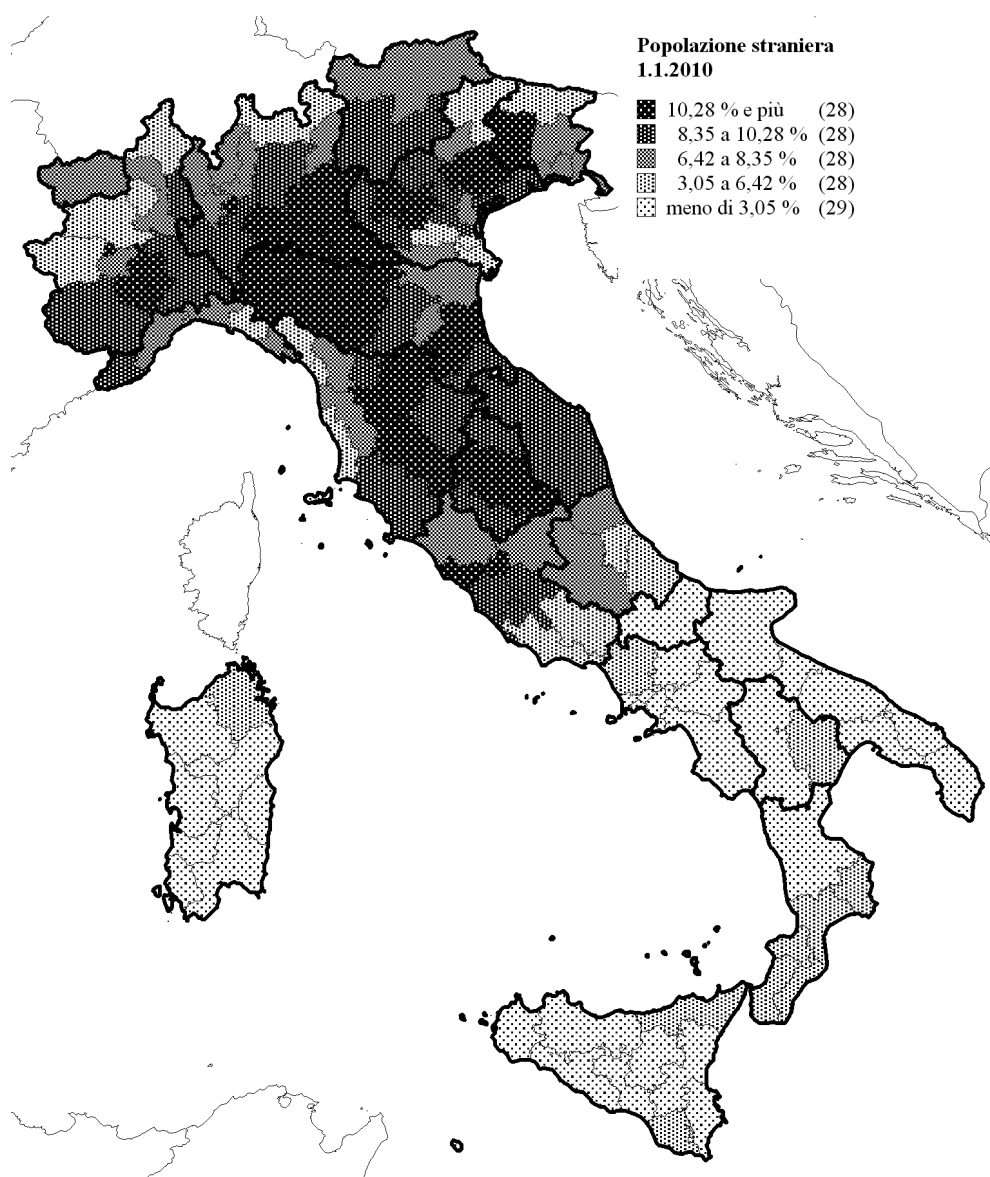 Popolazione straniera
1.1.2010
10,28 % e più (28)
8,35 a 10,28 % (28)
6,42 a 8,35 % (28)
3,05 a 6,42 % (28)
meno di 3,05 % (29)